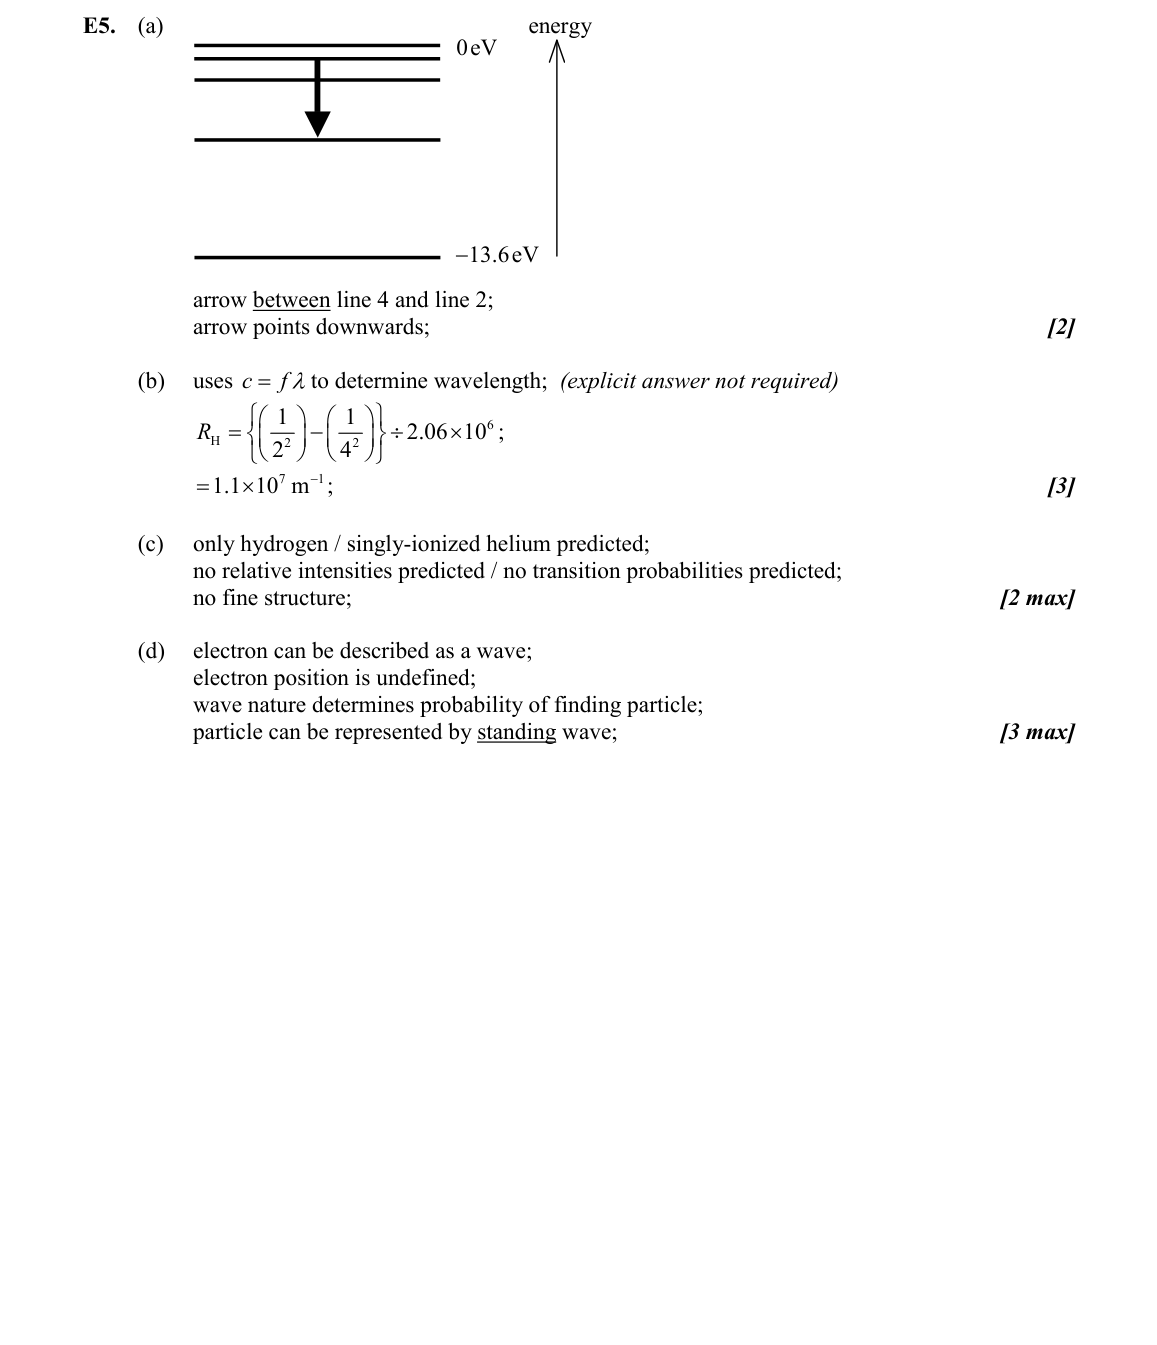 E5. (a) energy
0 eV
−13.6 eV
arrow between line 4 and line 2;
arrow points downwards; [2]
(b) uses c = f λ to determine wavelength; (explicit answer not required)
R_H = {(1/2²) − (1/4²)} ÷ 2.06×10⁶ ;
= 1.1×10⁷ m⁻¹ ; [3]
(c) only hydrogen / singly-ionized helium predicted;
no relative intensities predicted / no transition probabilities predicted;
no fine structure; [2 max]
(d) electron can be described as a wave;
electron position is undefined;
wave nature determines probability of finding particle;
particle can be represented by standing wave; [3 max]